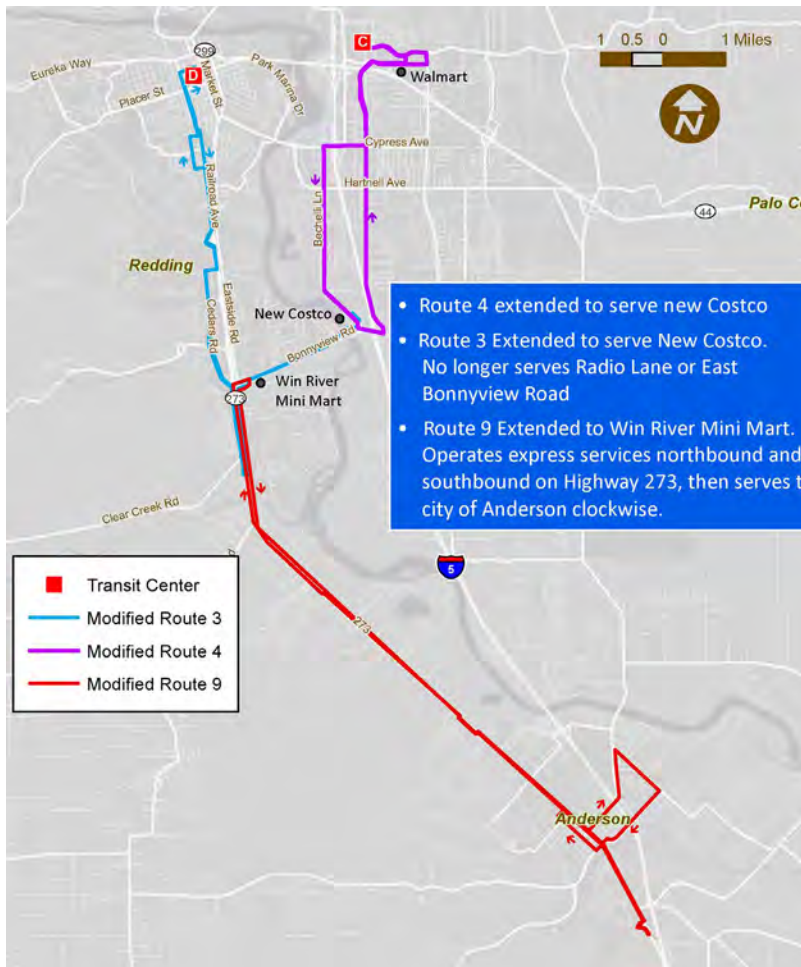 1 0.5 0 1 Miles
N
C
299
D
Eureka Way
Market St
Park Marina Dr
Walmart
Placer St
Cypress Ave
Railroad Ave
Hartnell Ave
Bechelli Ln
44
Palo Ce
Redding
Eastside Rd
Cedars Rd
New Costco
Bonnyview Rd
Win River
Mini Mart
273
• Route 4 extended to serve new Costco
• Route 3 Extended to serve New Costco.
No longer serves Radio Lane or East
Bonnyview Road
• Route 9 Extended to Win River Mini Mart.
Operates express services northbound and
southbound on Highway 273, then serves t
city of Anderson clockwise.
Clear Creek Rd
5
Transit Center
Modified Route 3
Modified Route 4
Modified Route 9
273
Anderson